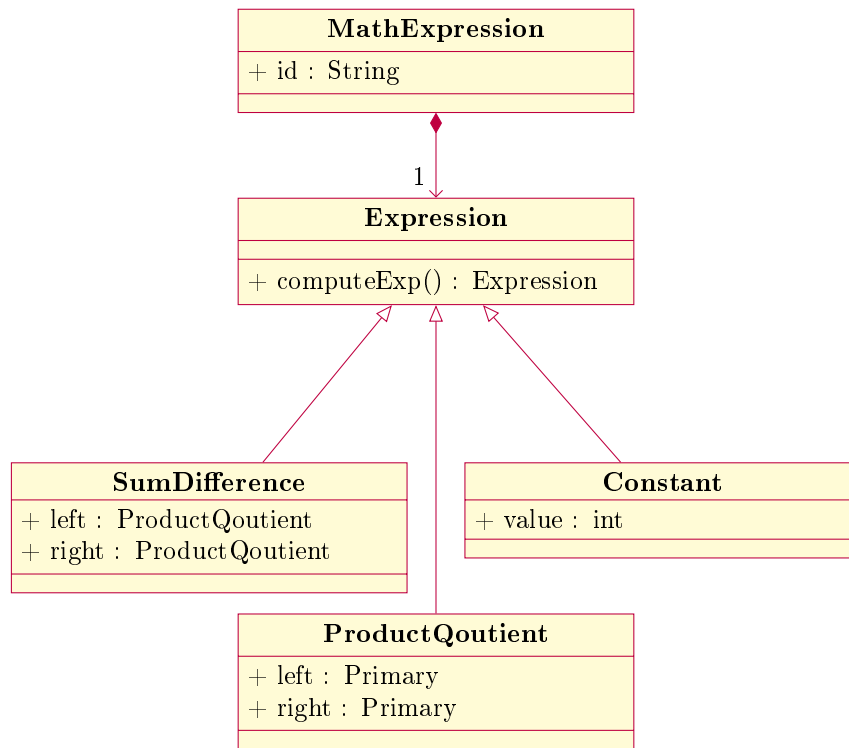 MathExpression
+ id : String
1
Expression
+ computeExp() : Expression
SumDifference
+ left : ProductQoutient
+ right : ProductQoutient
Constant
+ value : int
ProductQoutient
+ left : Primary
+ right : Primary